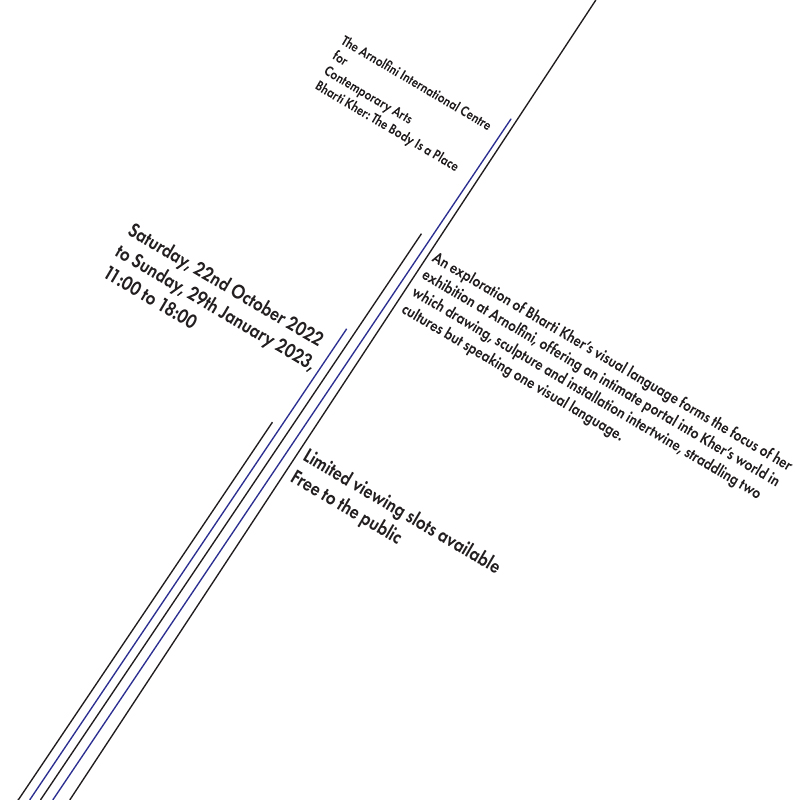 The Arnolfini International Centre
for
Contemporary Arts
Bharti Kher: The Body Is a Place
Saturday, 22nd October 2022
to Sunday, 29th January 2023,
11:00 to 18:00
An exploration of Bharti Kher’s visual language forms the focus of her
exhibition at Arnolfini, offering an intimate portal into Kher’s world in
which drawing, sculpture and installation intertwine, straddling two
cultures but speaking one visual language.
Limited viewing slots available
Free to the public